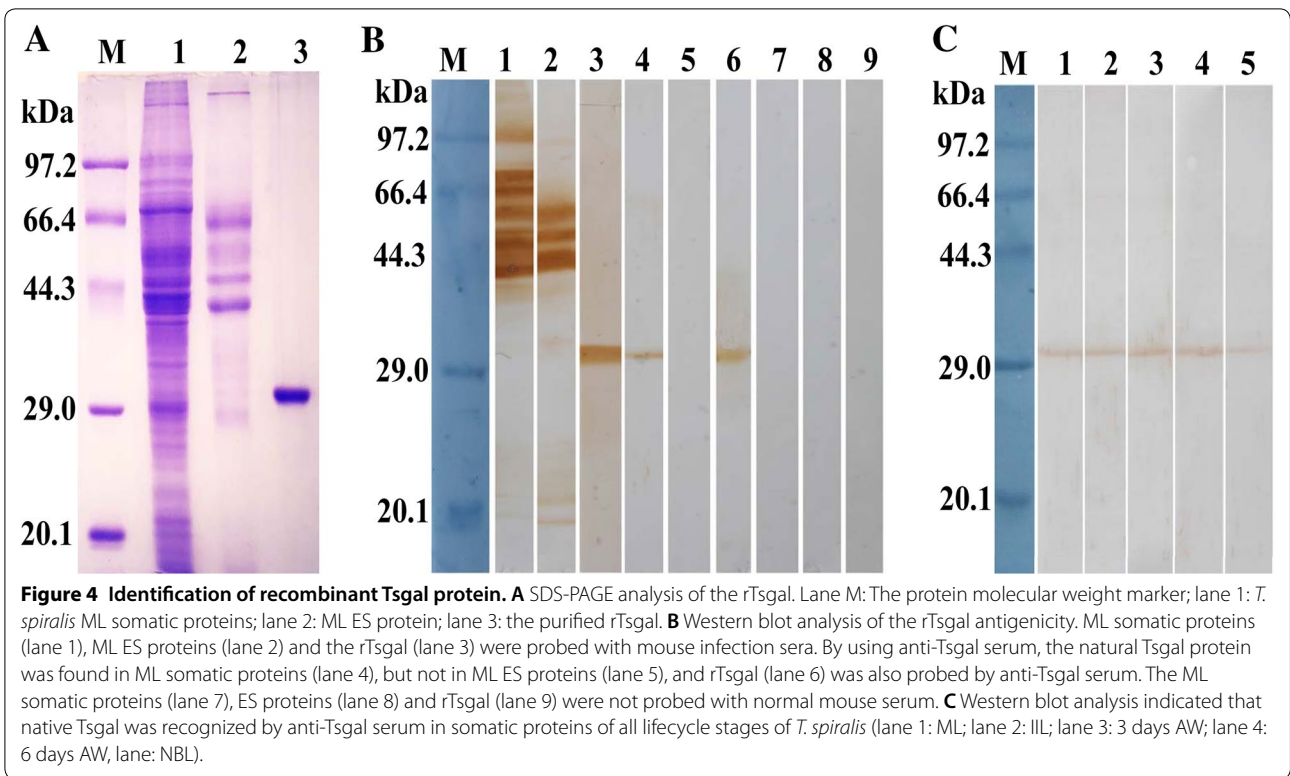 A
M 1 2 3
kDa
97.2
66.4
44.3
29.0
20.1
B
M 1 2 3 4 5 6 7 8 9
kDa
97.2
66.4
44.3
29.0
20.1
C
M 1 2 3 4 5
kDa
97.2
66.4
44.3
29.0
20.1
Figure 4 Identification of recombinant Tsgal protein. A SDS-PAGE analysis of the rTsgal. Lane M: The protein molecular weight marker; lane 1: T.
spiralis ML somatic proteins; lane 2: ML ES protein; lane 3: the purified rTsgal. B Western blot analysis of the rTsgal antigenicity. ML somatic proteins
(lane 1), ML ES proteins (lane 2) and the rTsgal (lane 3) were probed with mouse infection sera. By using anti-Tsgal serum, the natural Tsgal protein
was found in ML somatic proteins (lane 4), but not in ML ES proteins (lane 5), and rTsgal (lane 6) was also probed by anti-Tsgal serum. The ML
somatic proteins (lane 7), ES proteins (lane 8) and rTsgal (lane 9) were not probed with normal mouse serum. C Western blot analysis indicated that
native Tsgal was recognized by anti-Tsgal serum in somatic proteins of all lifecycle stages of T. spiralis (lane 1: ML; lane 2: IIL; lane 3: 3 days AW; lane 4:
6 days AW, lane: NBL).